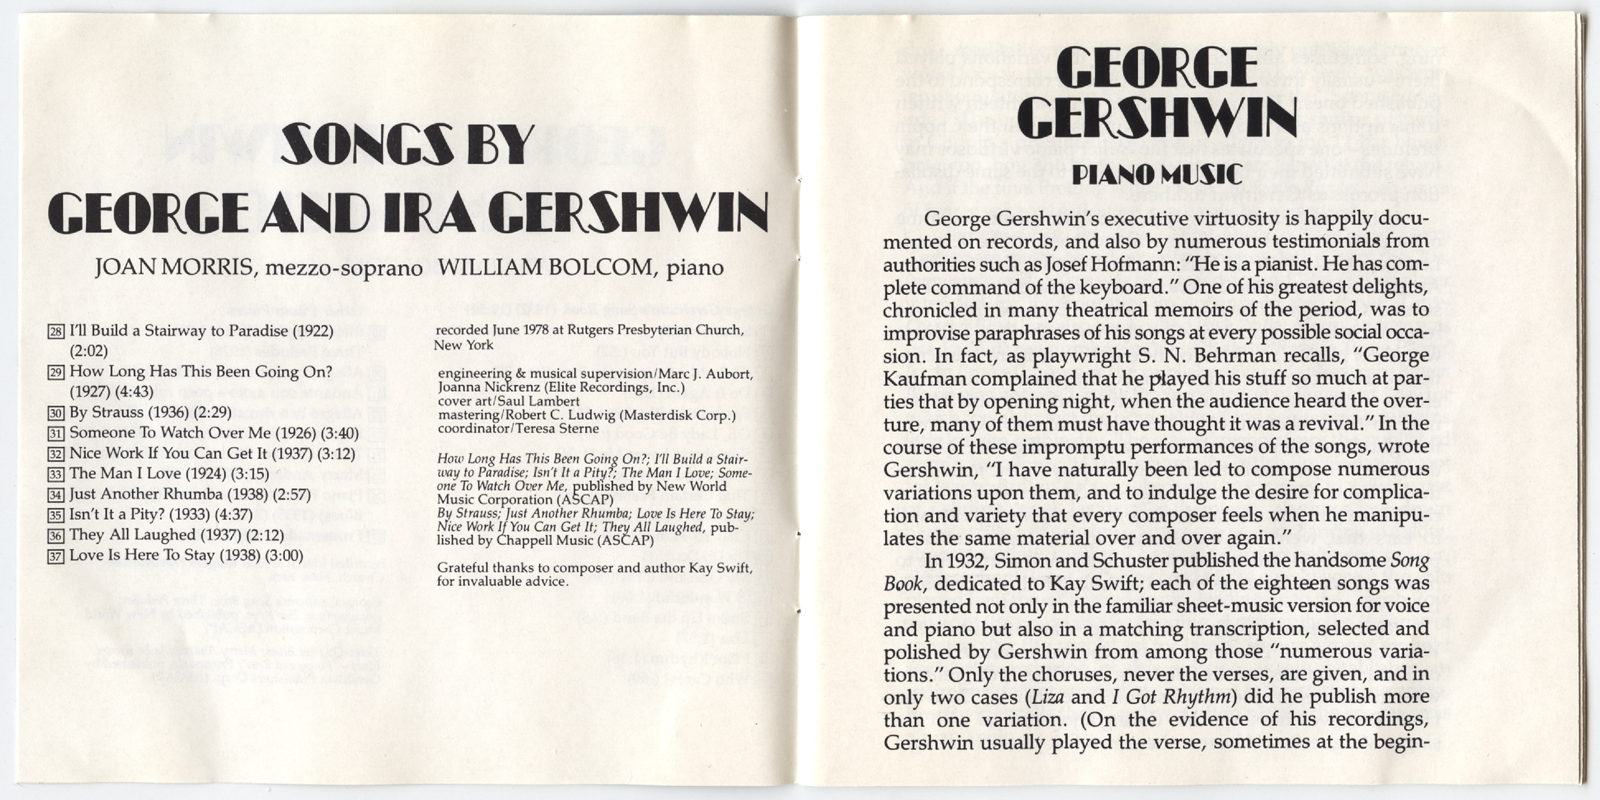 SONGS BY
GEORGE AND IRA GERSHWIN
JOAN MORRIS, mezzo-soprano WILLIAM BOLCOM, piano
28 I'll Build a Stairway to Paradise (1922)
(2:02)
29 How Long Has This Been Going On?
(1927) (4:43)
30 By Strauss (1936) (2:29)
31 Someone To Watch Over Me (1926) (3:40)
32 Nice Work If You Can Get It (1937) (3:12)
33 The Man I Love (1924) (3:15)
34 Just Another Rhumba (1938) (2:57)
35 Isn't It a Pity? (1933) (4:37)
36 They All Laughed (1937) (2:12)
37 Love Is Here To Stay (1938) (3:00)
recorded June 1978 at Rutgers Presbyterian Church,
New York
engineering & musical supervision/Marc J. Aubort,
Joanna Nickrenz (Elite Recordings, Inc.)
cover art/Saul Lambert
mastering/Robert C. Ludwig (Masterdisk Corp.)
coordinator/Teresa Sterne
How Long Has This Been Going On?; I'll Build a Stair-
way to Paradise; Isn't It a Pity?; The Man I Love; Some-
one To Watch Over Me, published by New World
Music Corporation (ASCAP)
By Strauss; Just Another Rhumba; Love Is Here To Stay;
Nice Work If You Can Get It; They All Laughed, pub-
lished by Chappell Music (ASCAP)
Grateful thanks to composer and author Kay Swift,
for invaluable advice.
GEORGE
GERSHWIN
PIANO MUSIC
George Gershwin's executive virtuosity is happily docu-
mented on records, and also by numerous testimonials from
authorities such as Josef Hofmann: "He is a pianist. He has com-
plete command of the keyboard." One of his greatest delights,
chronicled in many theatrical memoirs of the period, was to
improvise paraphrases of his songs at every possible social occa-
sion. In fact, as playwright S. N. Behrman recalls, "George
Kaufman complained that he played his stuff so much at par-
ties that by opening night, when the audience heard the over-
ture, many of them must have thought it was a revival." In the
course of these impromptu performances of the songs, wrote
Gershwin, "I have naturally been led to compose numerous
variations upon them, and to indulge the desire for complica-
tion and variety that every composer feels when he manipu-
lates the same material over and over again."
In 1932, Simon and Schuster published the handsome Song
Book, dedicated to Kay Swift; each of the eighteen songs was
presented not only in the familiar sheet-music version for voice
and piano but also in a matching transcription, selected and
polished by Gershwin from among those "numerous varia-
tions." Only the choruses, never the verses, are given, and in
only two cases (Liza and I Got Rhythm) did he publish more
than one variation. (On the evidence of his recordings,
Gershwin usually played the verse, sometimes at the begin-